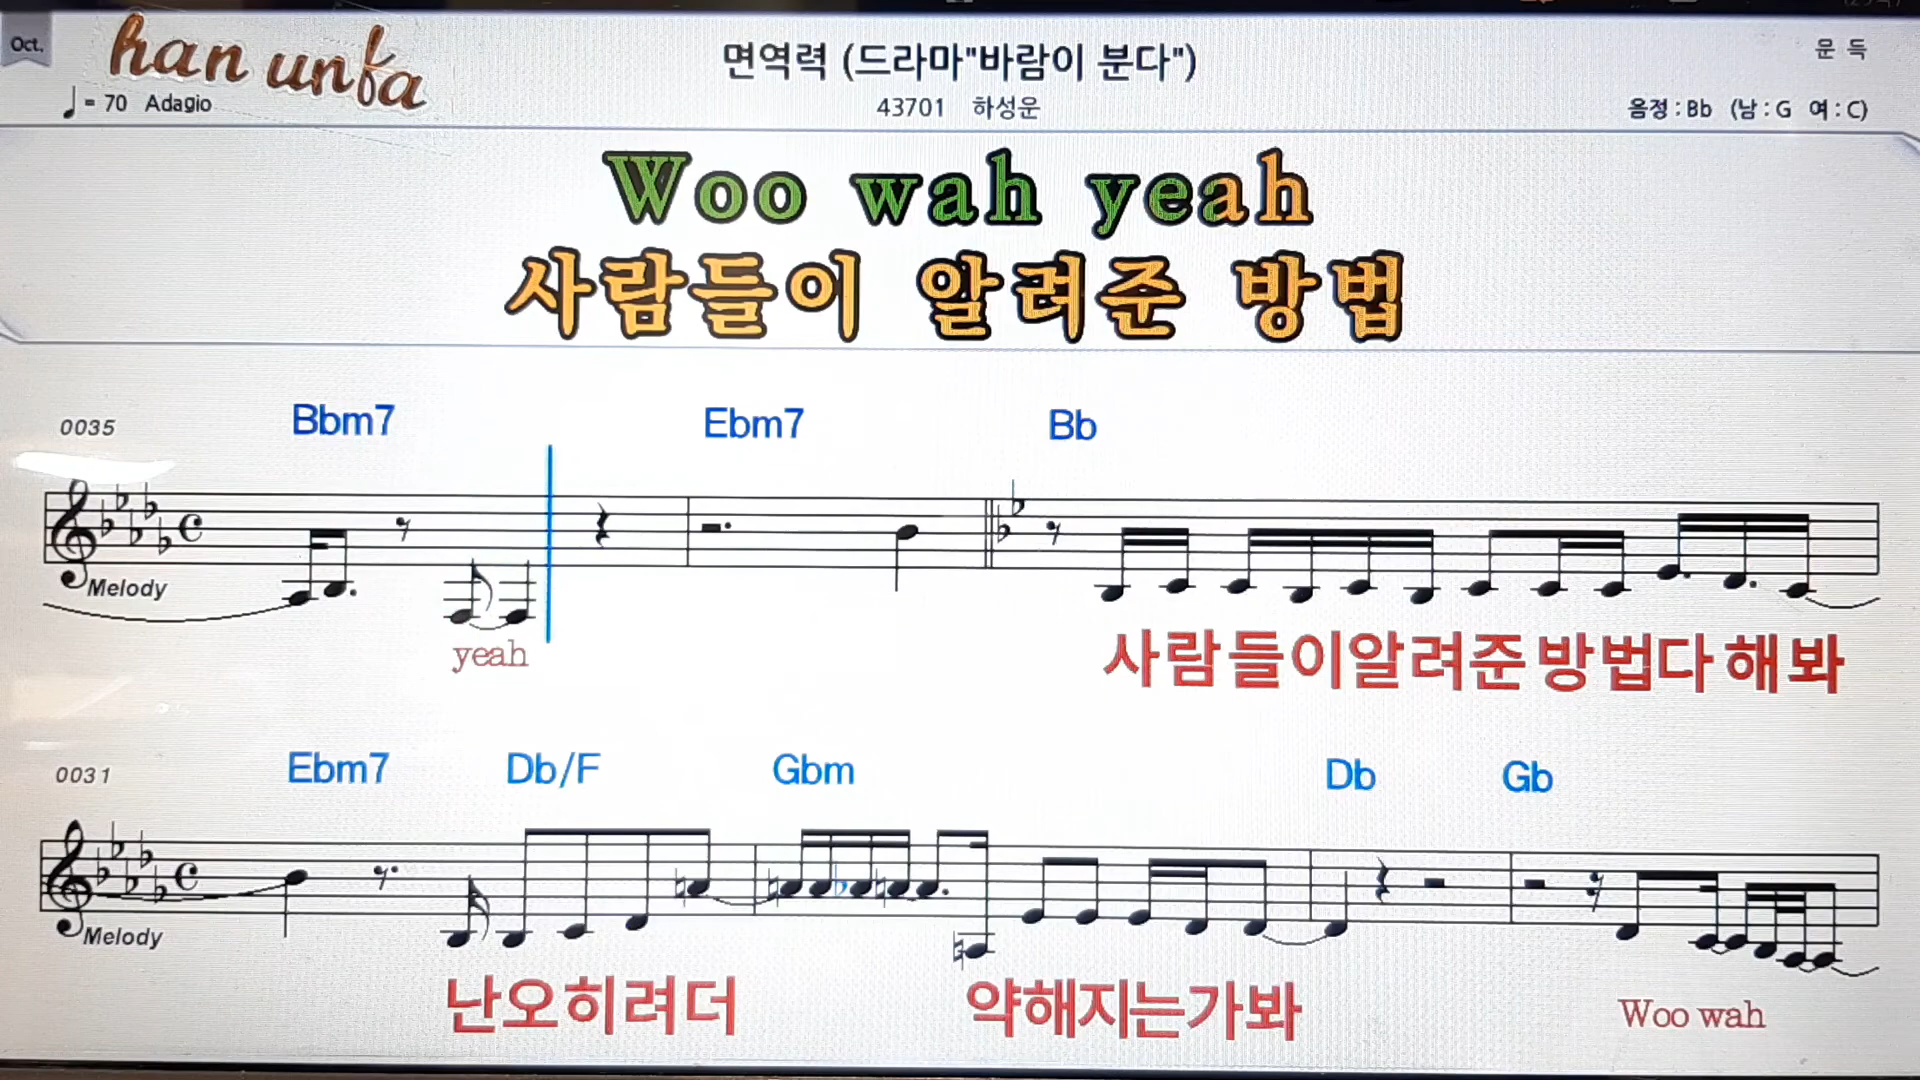 Oct.
han unfa
면역력 (드라마"바람이 분다")
문 득
= 70 Adagio
43701 하성운
음정 : Bb (남 : G 여 : C)
Woo wah yeah
사람들이 알려준 방법
0035 Bbm7 Ebm7 Bb
Melody
yeah 사람들이알려준방법다해봐
0031 Ebm7 Db/F Gbm Db Gb
Melody
난오히려더 약해지는가봐 Woo wah